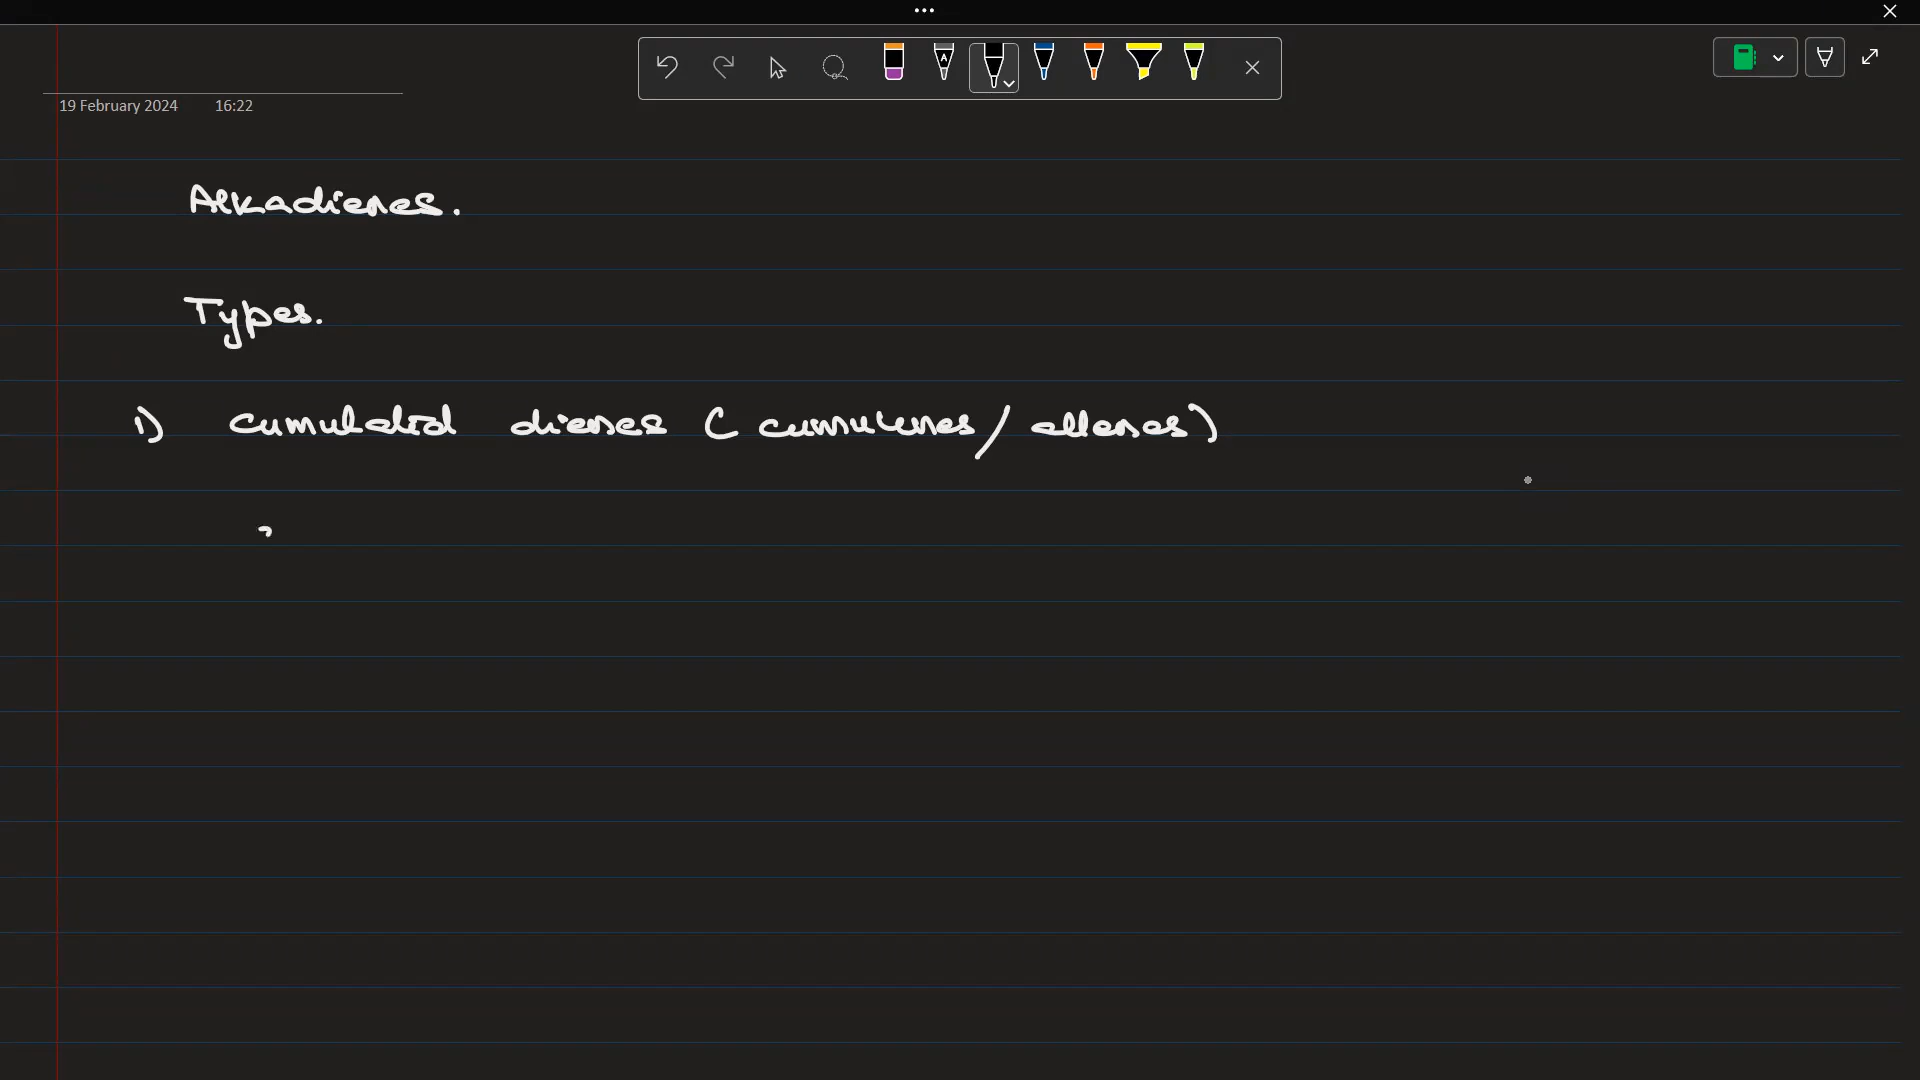 19 February 2024 16:22
Alkadienes.
Types.
1) Cumulated dienes (cumulenes/allenes)